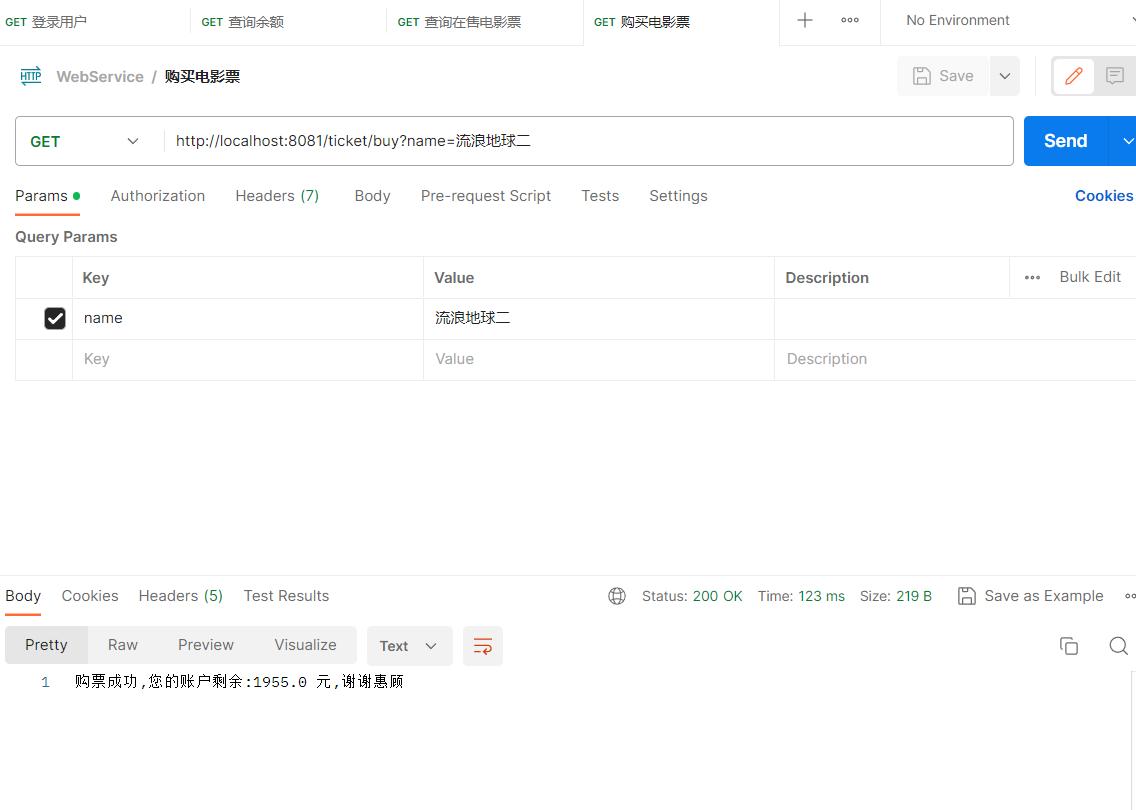 GET 登录用户 GET 查询余额 GET 查询在售电影票 GET 购买电影票 No Environment
HTTP WebService / 购买电影票 Save
GET http://localhost:8081/ticket/buy?name=流浪地球二 Send
Params Authorization Headers (7) Body Pre-request Script Tests Settings Cookies
Query Params
Key Value Description Bulk Edit
name 流浪地球二
Key Value Description
Body Cookies Headers (5) Test Results Status: 200 OK Time: 123 ms Size: 219 B Save as Example
Pretty Raw Preview Visualize Text
1 购票成功,您的账户剩余:1955.0 元,谢谢惠顾